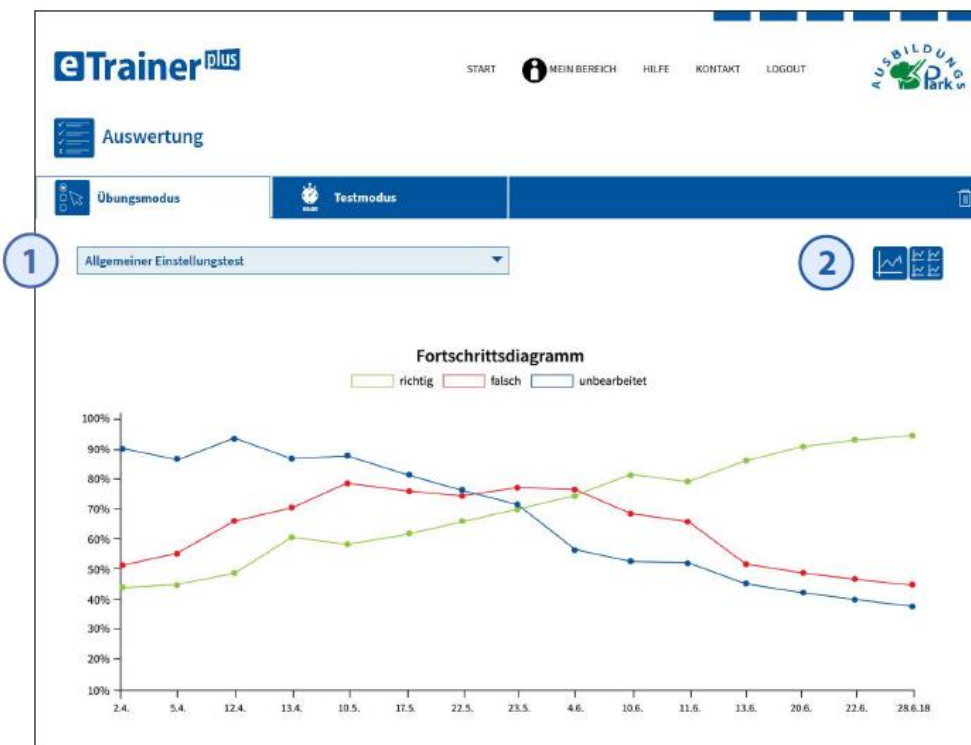 eTrainer plus
START MEIN BEREICH HILFE KONTAKT LOGOUT
AUSBILDUNGS Park
Auswertung
Übungsmodus
00:00 Testmodus
1
Allgemeiner Einstellungstest
2
Fortschrittsdiagramm
richtig falsch unbearbeitet
100%
90%
80%
70%
60%
50%
40%
30%
20%
10%
2.4. 5.4. 12.4. 13.4. 10.5. 17.5. 22.5. 23.5. 4.6. 10.6. 11.6. 13.6. 20.6. 22.6. 28.6.18